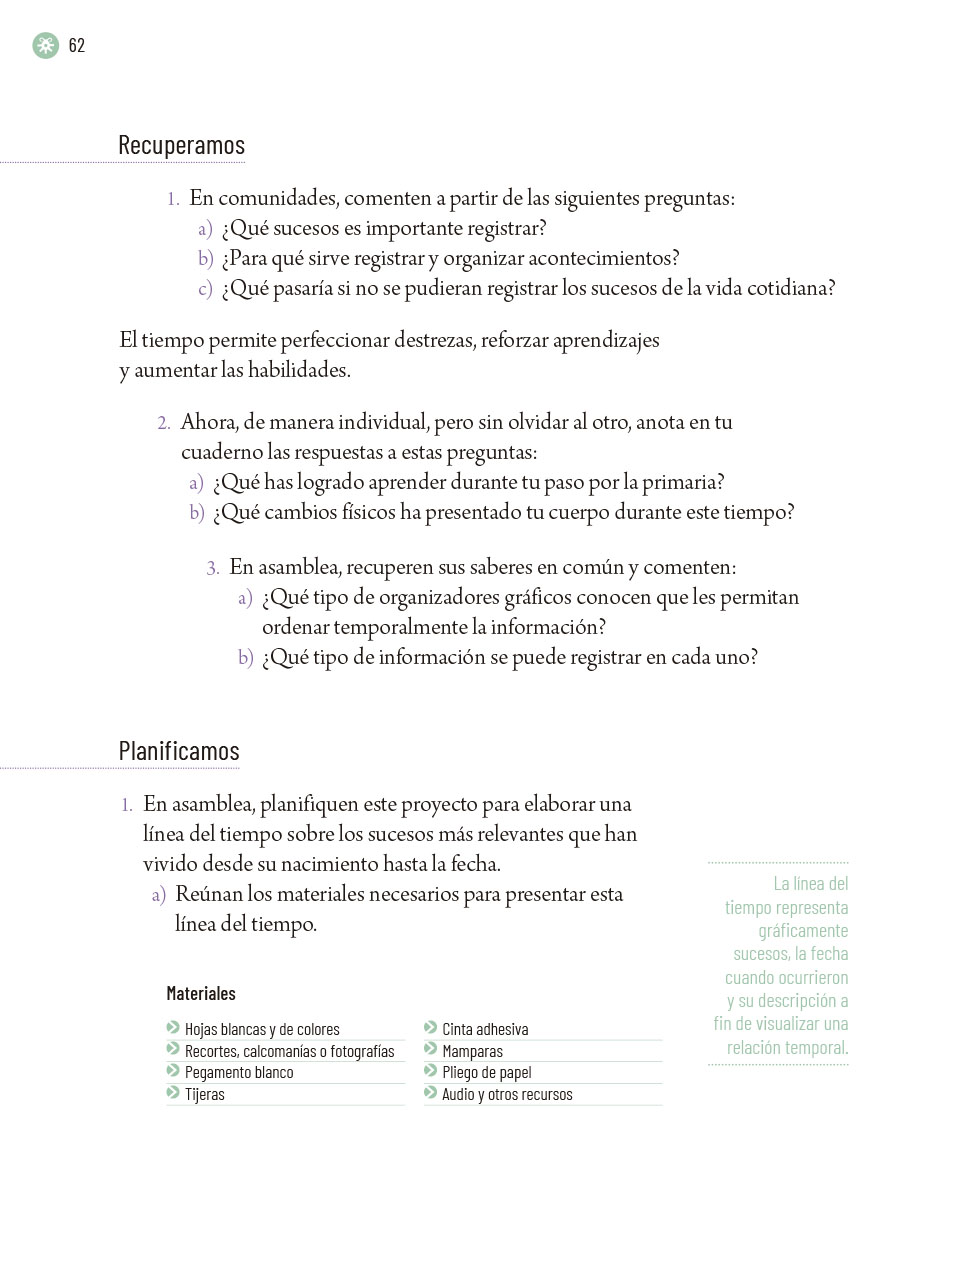 62
Recuperamos
1. En comunidades, comenten a partir de las siguientes preguntas:
a) ¿Qué sucesos es importante registrar?
b) ¿Para qué sirve registrar y organizar acontecimientos?
c) ¿Qué pasaría si no se pudieran registrar los sucesos de la vida cotidiana?
El tiempo permite perfeccionar destrezas, reforzar aprendizajes
y aumentar las habilidades.
2. Ahora, de manera individual, pero sin olvidar al otro, anota en tu
cuaderno las respuestas a estas preguntas:
a) ¿Qué has logrado aprender durante tu paso por la primaria?
b) ¿Qué cambios físicos ha presentado tu cuerpo durante este tiempo?
3. En asamblea, recuperen sus saberes en común y comenten:
a) ¿Qué tipo de organizadores gráficos conocen que les permitan
ordenar temporalmente la información?
b) ¿Qué tipo de información se puede registrar en cada uno?
Planificamos
1. En asamblea, planifiquen este proyecto para elaborar una
línea del tiempo sobre los sucesos más relevantes que han
vivido desde su nacimiento hasta la fecha.
a) Reúnan los materiales necesarios para presentar esta
línea del tiempo.
La línea del
tiempo representa
gráficamente
sucesos, la fecha
cuando ocurrieron
y su descripción a
fin de visualizar una
relación temporal.
Materiales
Hojas blancas y de colores
Recortes, calcomanías o fotografías
Pegamento blanco
Tijeras
Cinta adhesiva
Mamparas
Pliego de papel
Audio y otros recursos